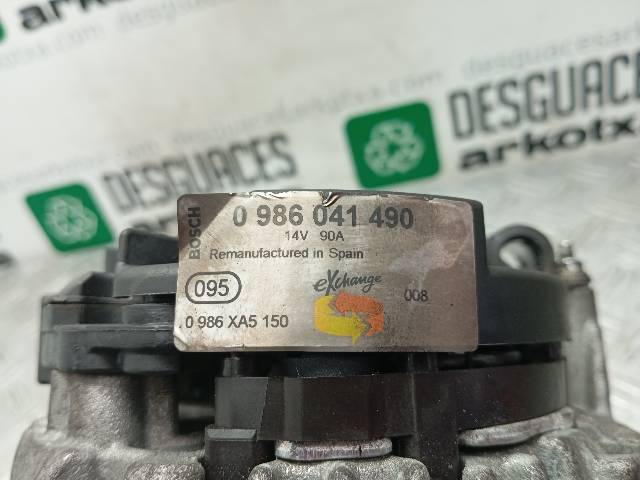 DESGUACES
arkotx.
DESGUACES
arkotx
BOSCH
0 986 041 490
14V 90A
Remanufactured in Spain
095
eXchange
008
0 986 XA5 150